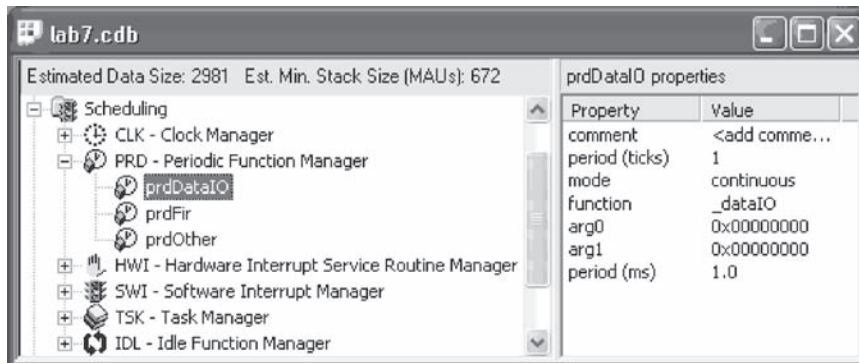 lab7.cdb
Estimated Data Size: 2981 Est. Min. Stack Size (MAUs): 672
Scheduling
CLK - Clock Manager
PRD - Periodic Function Manager
prdDataIO
prdFir
prdOther
HWI - Hardware Interrupt Service Routine Manager
SWI - Software Interrupt Manager
TSK - Task Manager
IDL - Idle Function Manager
prdDataIO properties
Property Value
comment <add comme...
period (ticks) 1
mode continuous
function _dataIO
arg0 0x00000000
arg1 0x00000000
period (ms) 1.0